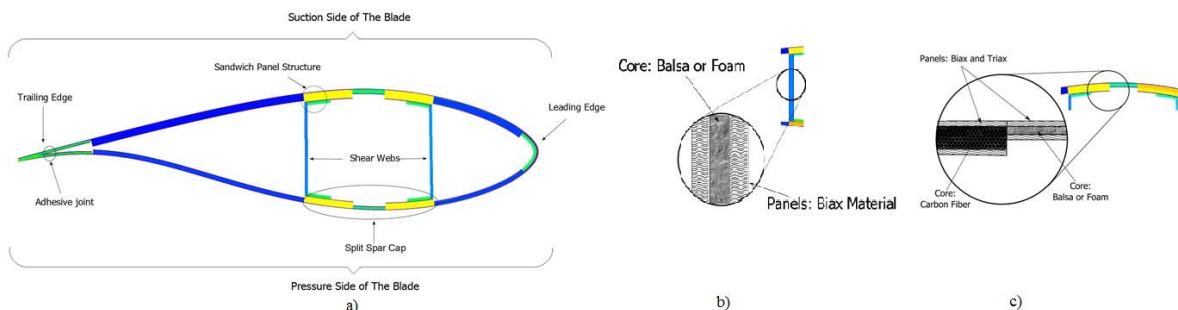 Suction Side of The Blade
Sandwich Panel Structure
Trailing Edge
Leading Edge
Shear Webs
Adhesive joint
Split Spar Cap
Pressure Side of The Blade
a)
Core: Balsa or Foam
Panels: Biax Material
b)
Panels: Biax and Triax
Core:
Carbon Fiber
Core:
Balsa or Foam
c)